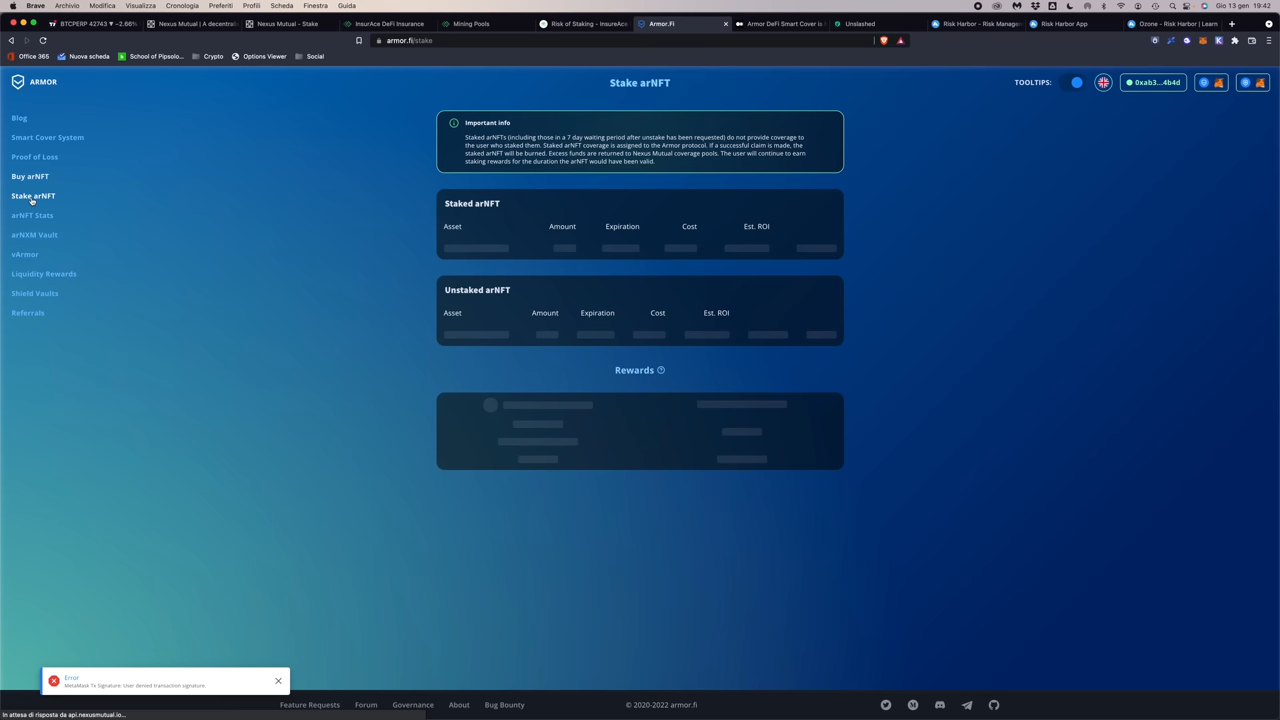 Brave Archivio Modifica Visualizza Cronologia Preferiti Profili Scheda Finestra Guida
Gio 13 gen 19:42
BTCPERP 42743 ▼ −2.66%
Nexus Mutual | A decentrali
Nexus Mutual - Stake
InsurAce DeFi Insurance
Mining Pools
Risk of Staking - InsureAce
Armor.Fi
Armor DeFi Smart Cover is
Unslashed
Risk Harbor - Risk Manage
Risk Harbor App
Ozone - Risk Harbor | Learn
armor.fi/stake
Office 365 Nuova scheda School of Pipsolo... Crypto Options Viewer Social
ARMOR
Stake arNFT
TOOLTIPS:
0xab3...4b4d
Blog
Smart Cover System
Proof of Loss
Buy arNFT
Stake arNFT
arNFT Stats
arNXM Vault
vArmor
Liquidity Rewards
Shield Vaults
Referrals
Important info
Staked arNFTs (including those in a 7 day waiting period after unstake has been requested) do not provide coverage to
the user who staked them. Staked arNFT coverage is assigned to the Armor protocol. If a successful claim is made, the
staked arNFT will be burned. Excess funds are returned to Nexus Mutual coverage pools. The user will continue to earn
staking rewards for the duration the arNFT would have been valid.
Staked arNFT
Asset Amount Expiration Cost Est. ROI
Unstaked arNFT
Asset Amount Expiration Cost Est. ROI
Rewards
Error
MetaMask Tx Signature: User denied transaction signature.
Feature Requests Forum Governance About Bug Bounty
© 2020-2022 armor.fi
In attesa di risposta da api.nexusmutual.io...